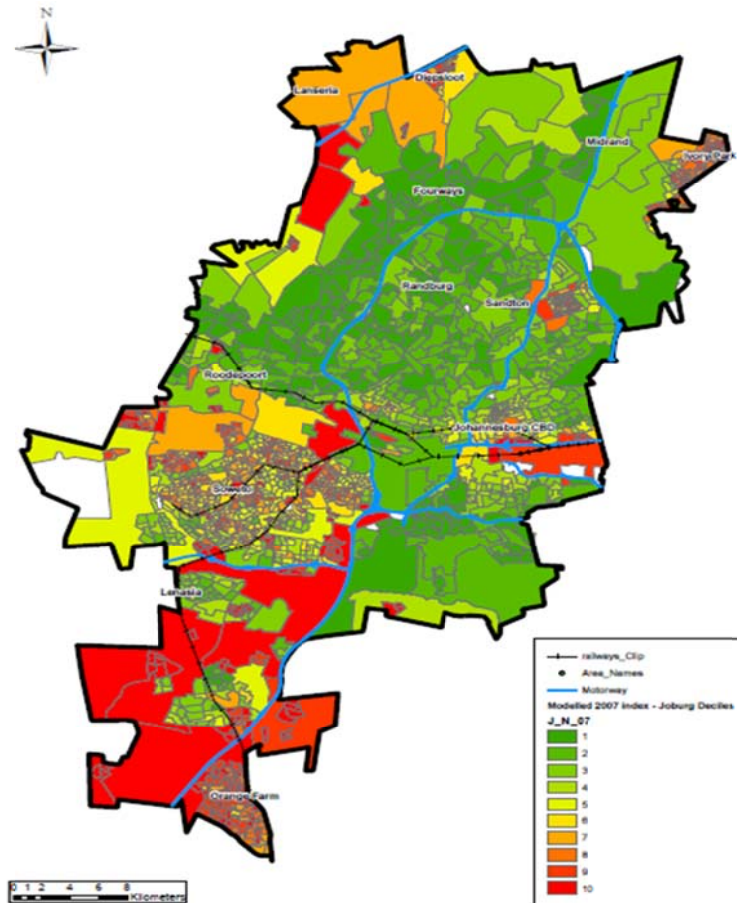 N
Diepsloot
Lanseria
Midrand
Ivory Park
Fourways
Randburg
Sandton
Roodepoort
Johannesburg CBD
Soweto
Lenasia
Orange Farm
railways_Clip
Area_Names
Motorway
Modelled 2007 index - Joburg Deciles
J_N_07
1
2
3
4
5
6
7
8
9
10
0 1 2 4 6 8
Kilometers